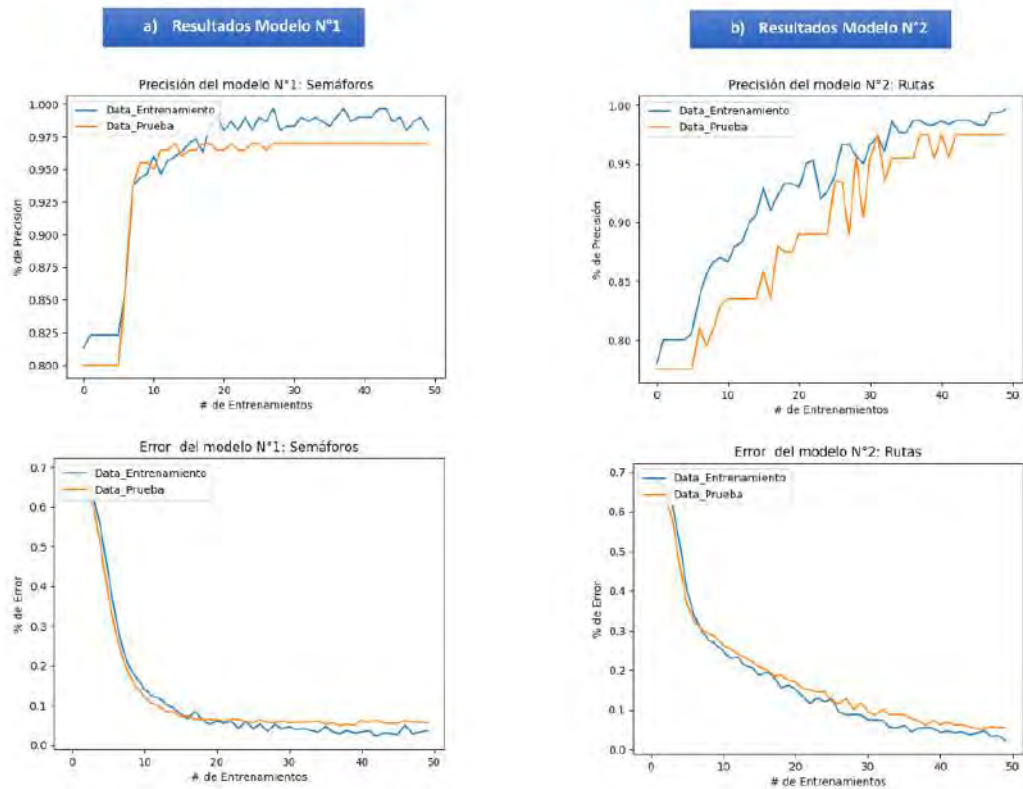 a) Resultados Modelo N°1
b) Resultados Modelo N°2
Precisión del modelo N°1: Semáforos
1.000
0.975
0.950
0.925
0.900
0.875
0.850
0.825
0.800
% de Precisión
Data_Entrenamiento
Data_Prueba
0 10 20 30 40 50
# de Entrenamientos
Precisión del modelo N°2: Rutas
1.00
0.95
0.90
0.85
0.80
% de Precisión
Data_Entrenamiento
Data_Prueba
0 10 20 30 40 50
# de Entrenamientos
Error del modelo N°1: Semáforos
0.7
0.6
0.5
0.4
0.3
0.2
0.1
0.0
% de Error
Data_Entrenamiento
Data_Prueba
0 10 20 30 40 50
# de Entrenamientos
Error del modelo N°2: Rutas
0.7
0.6
0.5
0.4
0.3
0.2
0.1
0.0
% de Error
Data_Entrenamiento
Data_Prueba
0 10 20 30 40 50
# de Entrenamientos